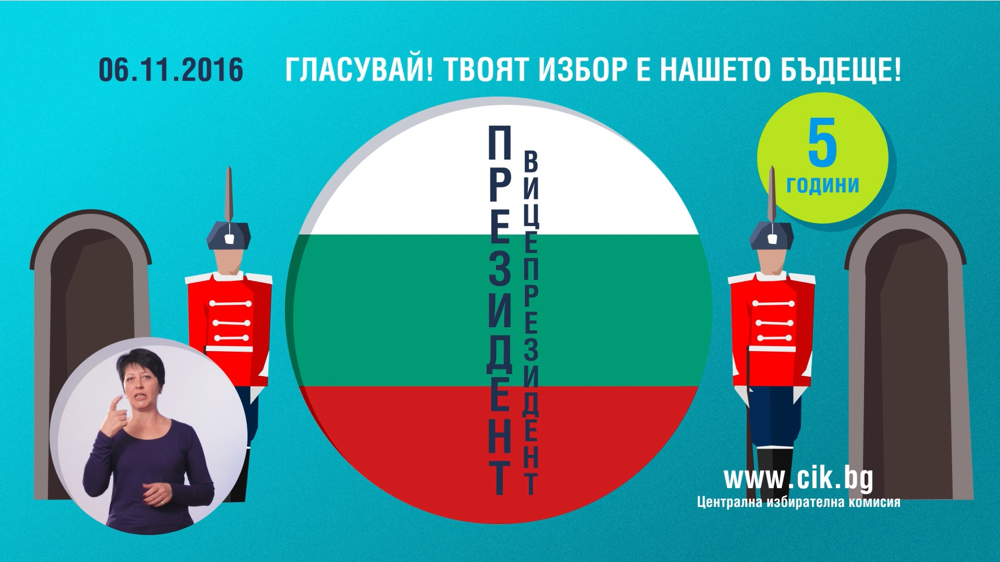 06.11.2016
ГЛАСУВАЙ! ТВОЯТ ИЗБОР Е НАШЕТО БЪДЕЩЕ!
5
ГОДИНИ
ПРЕЗИДЕНТ
ВИЦЕПРЕЗИДЕНТ
www.cik.bg
Централна избирателна комисия